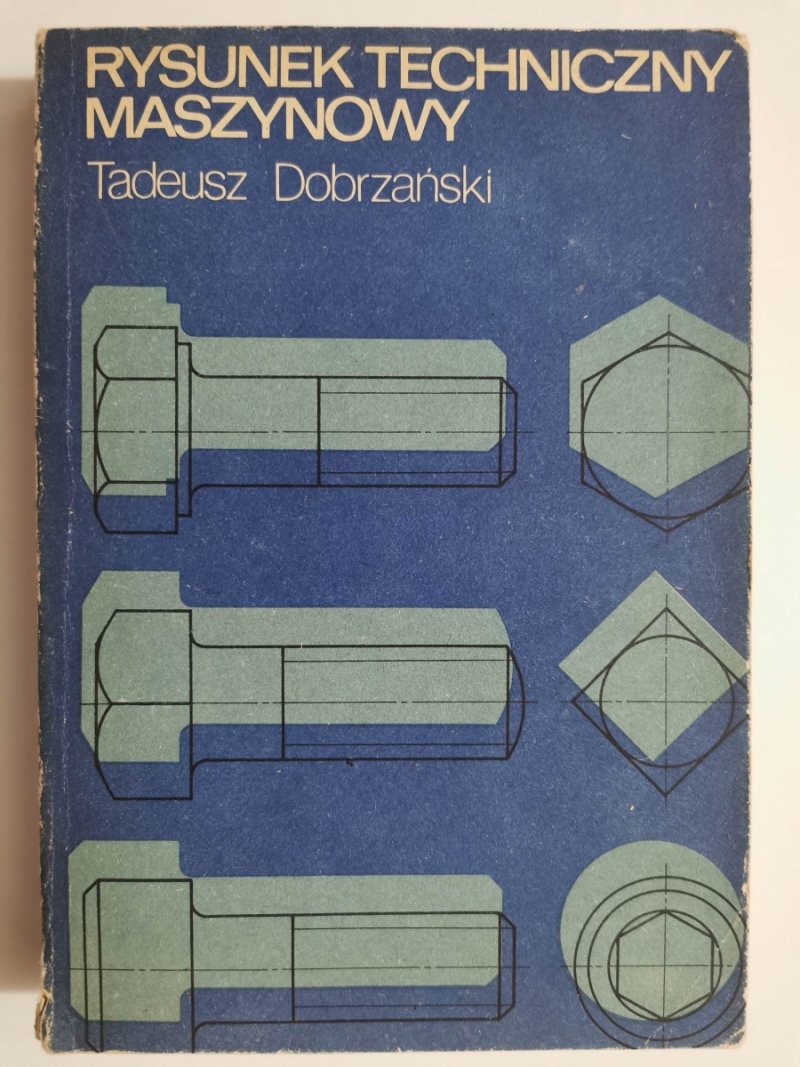 RYSUNEK TECHNICZNY
MASZYNOWY
Tadeusz Dobrzański